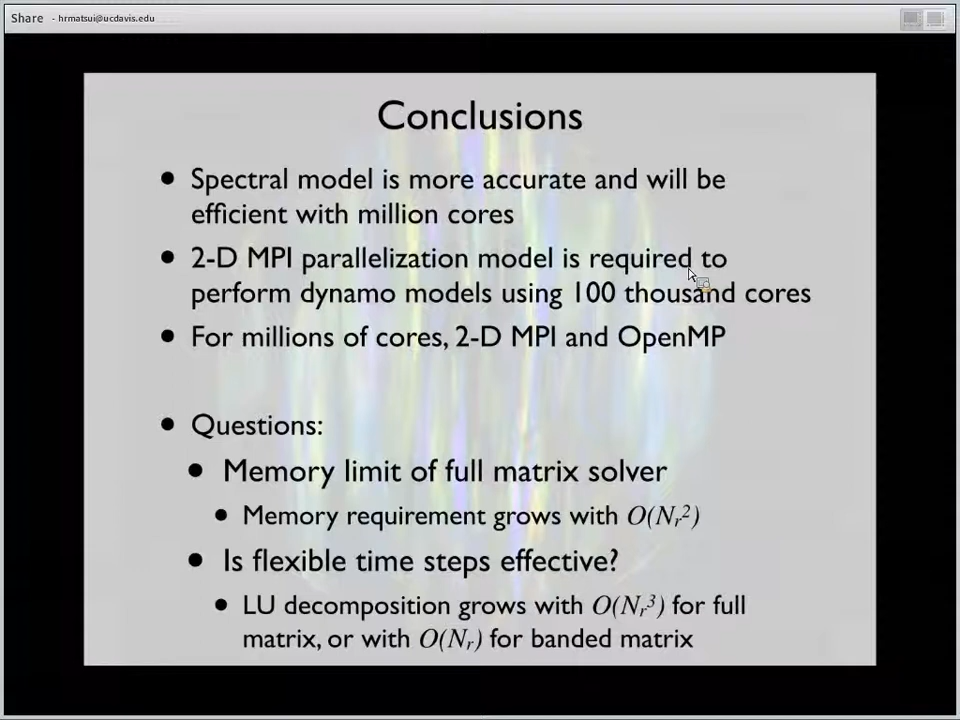 Share - hrmatsui@ucdavis.edu
Conclusions
• Spectral model is more accurate and will be
efficient with million cores
• 2-D MPI parallelization model is required to
perform dynamo models using 100 thousand cores
• For millions of cores, 2-D MPI and OpenMP
• Questions:
• Memory limit of full matrix solver
• Memory requirement grows with O(Nr²)
• Is flexible time steps effective?
• LU decomposition grows with O(Nr³) for full
matrix, or with O(Nr) for banded matrix